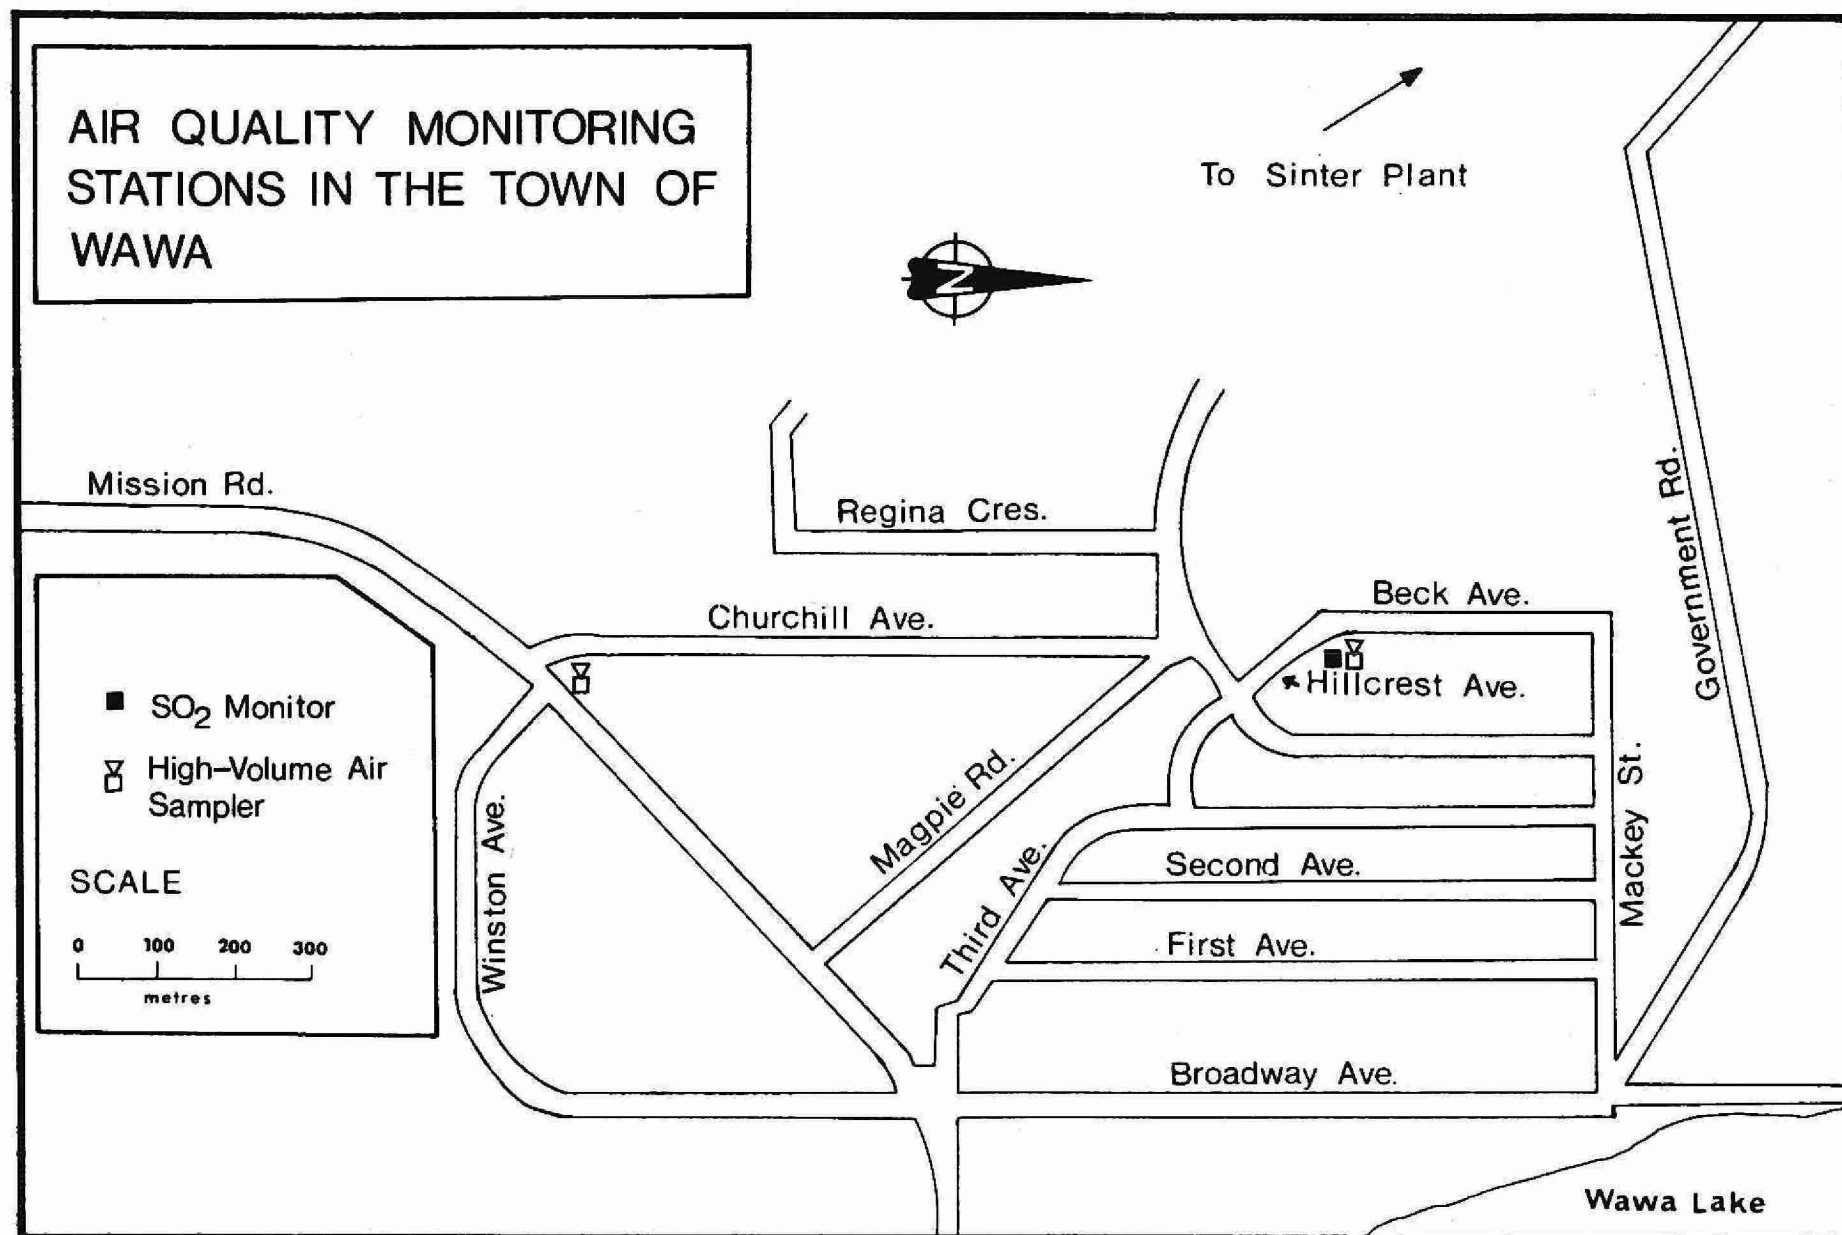 AIR QUALITY MONITORING
STATIONS IN THE TOWN OF
WAWA
To Sinter Plant
N
Mission Rd.
Regina Cres.
Government Rd.
Beck Ave.
Churchill Ave.
Hillcrest Ave.
SO2 Monitor
High-Volume Air
Sampler
SCALE
0 100 200 300
metres
Winston Ave.
Magpie Rd.
Third Ave.
Second Ave.
First Ave.
Mackey St.
Broadway Ave.
Wawa Lake